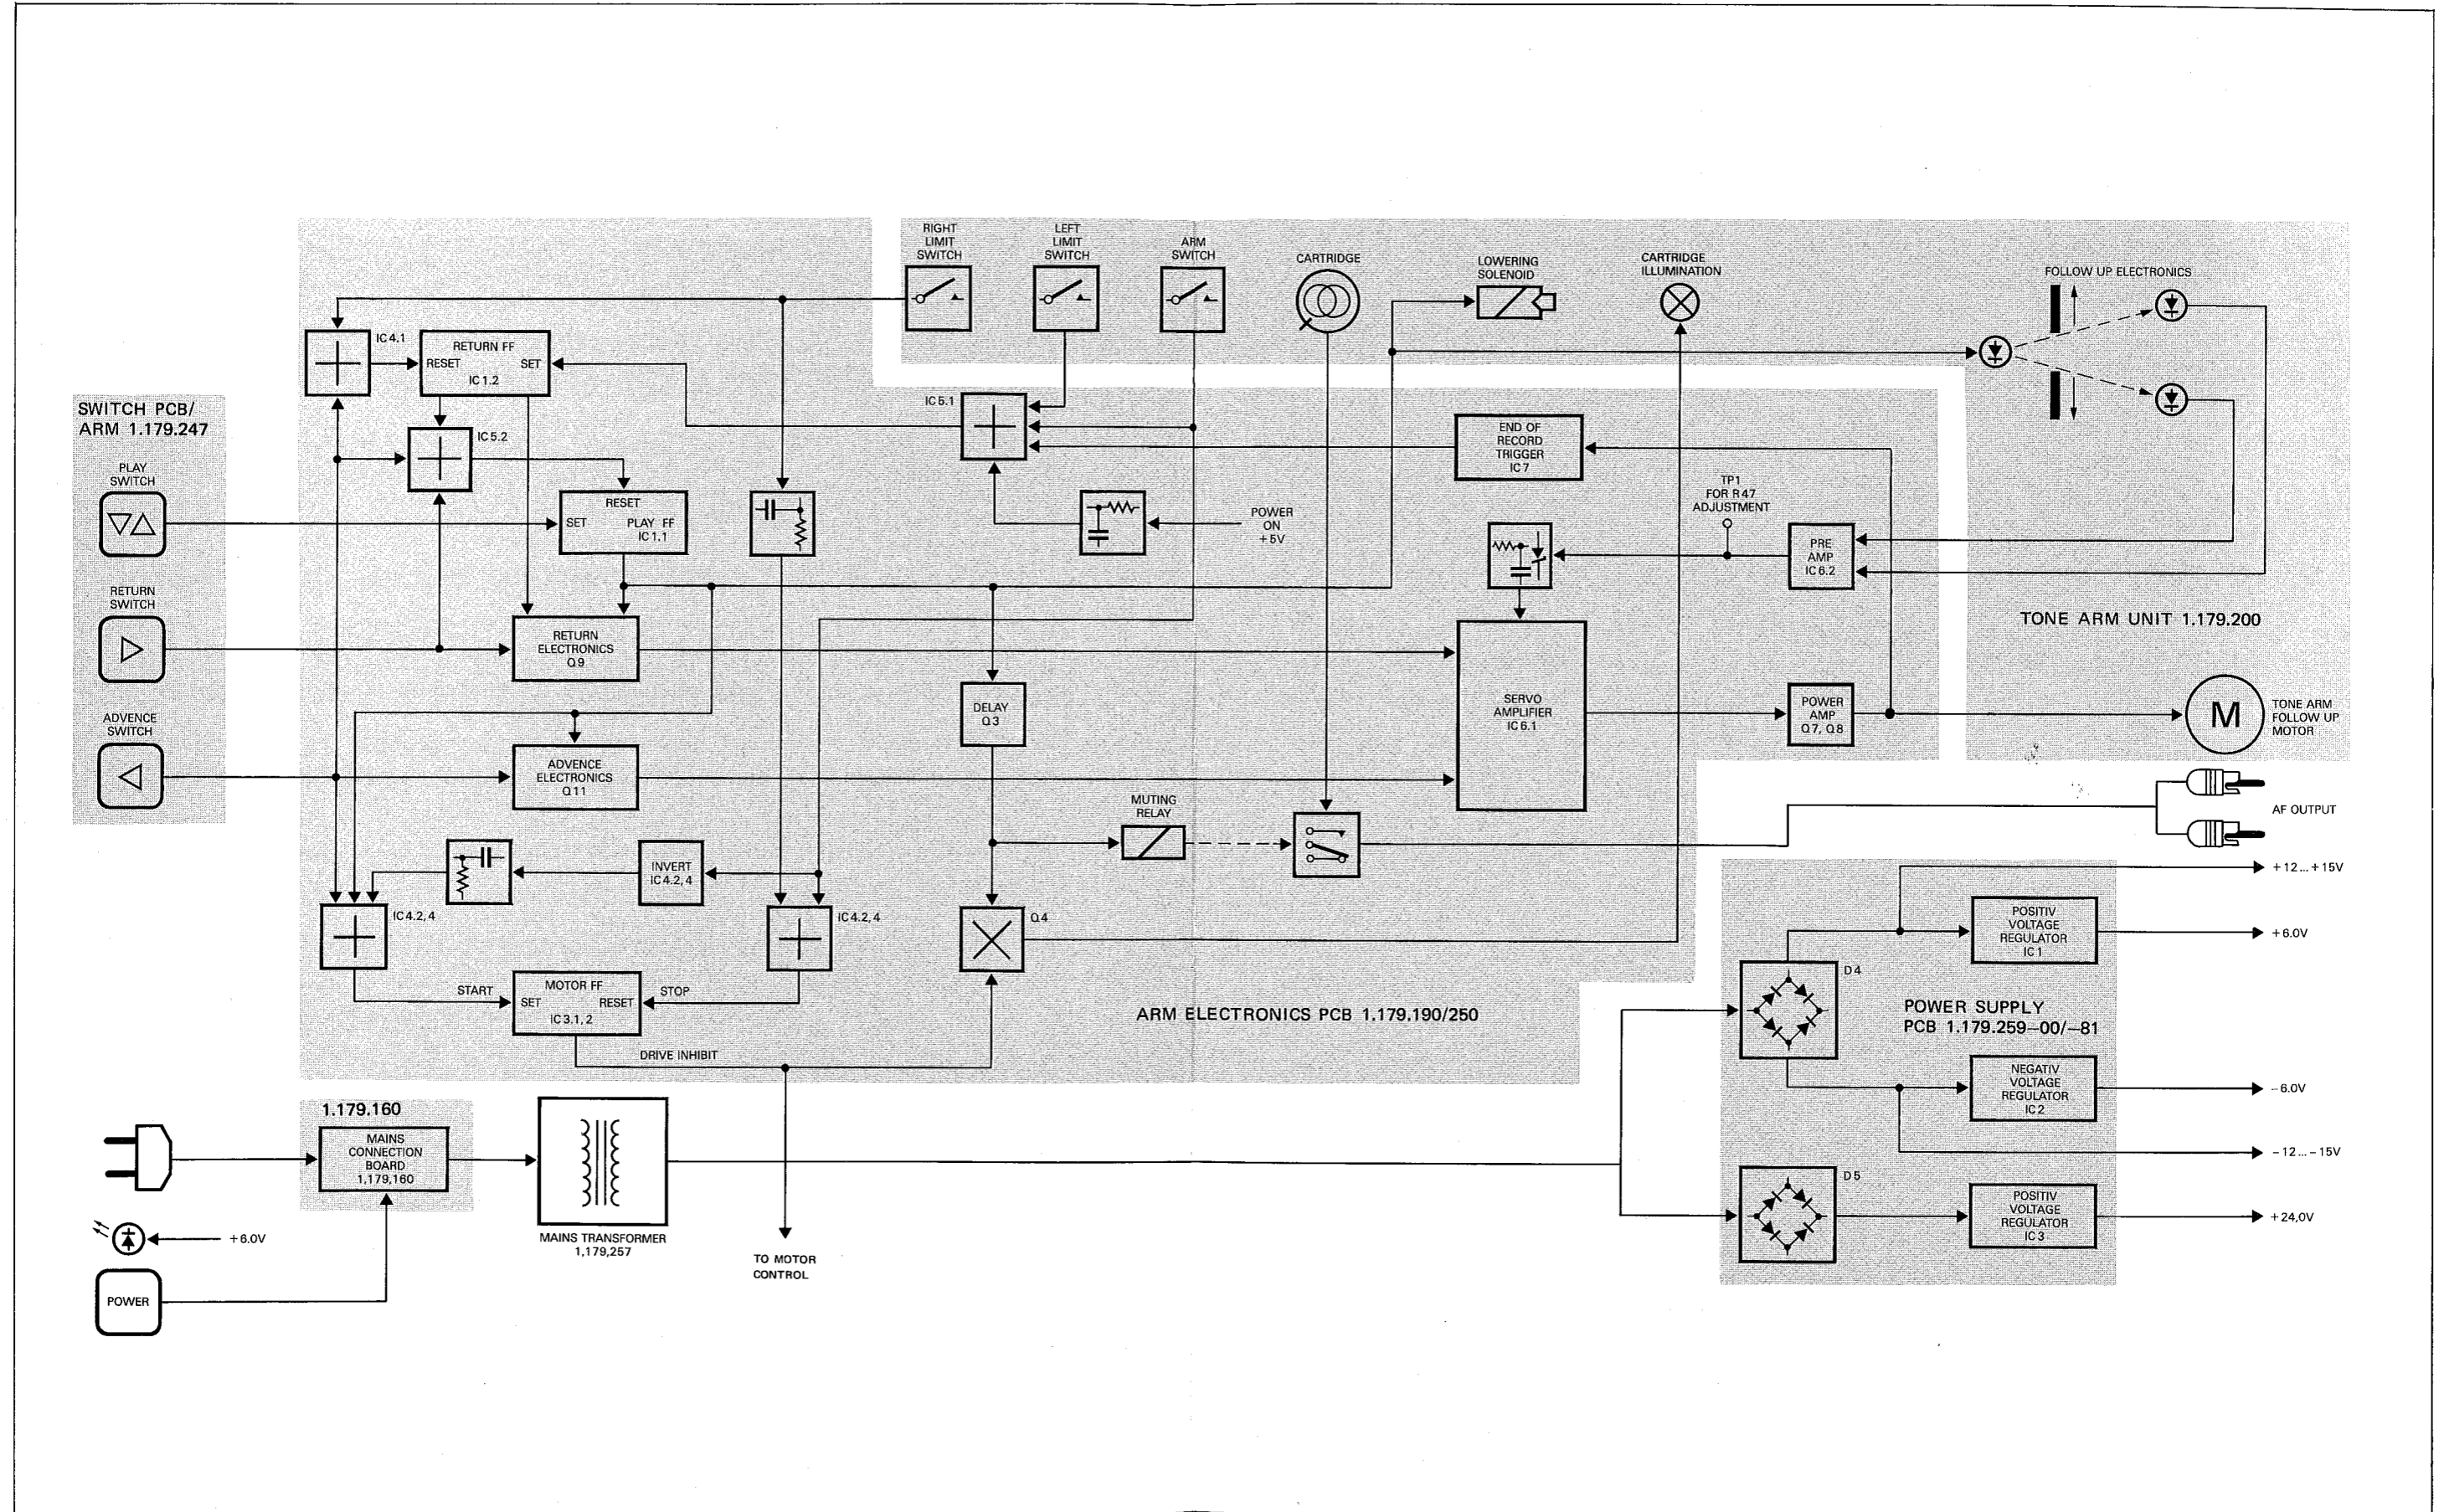 RIGHT
LIMIT
SWITCH
LEFT
LIMIT
SWITCH
ARM
SWITCH
CARTRIDGE
LOWERING
SOLENOID
CARTRIDGE
ILLUMINATION
FOLLOW UP ELECTRONICS
IC 4.1
RETURN FF
RESET
SET
IC 1.2
SWITCH PCB/
ARM 1.179.247
IC 5.2
IC 5.1
END OF
RECORD
TRIGGER
IC 7
PLAY
SWITCH
RESET
SET
PLAY FF
IC 1.1
POWER
ON
+5V
TP1
FOR R 47
ADJUSTMENT
PRE
AMP
IC 6.2
RETURN
SWITCH
RETURN
ELECTRONICS
Q 9
TONE ARM UNIT 1.179.200
ADVENCE
SWITCH
DELAY
Q 3
SERVO
AMPLIFIER
IC 6.1
POWER
AMP
Q 7, Q 8
M
TONE ARM
FOLLOW UP
MOTOR
ADVENCE
ELECTRONICS
Q 11
MUTING
RELAY
AF OUTPUT
INVERT
IC 4.2, 4
+12...+15V
IC 4.2, 4
IC 4.2, 4
Q 4
POSITIV
VOLTAGE
REGULATOR
IC 1
+6.0V
D 4
START
MOTOR FF
SET
RESET
IC 3.1, 2
STOP
ARM ELECTRONICS PCB 1.179.190/250
POWER SUPPLY
PCB 1.179.259-00/-81
DRIVE INHIBIT
NEGATIV
VOLTAGE
REGULATOR
IC 2
-6.0V
1.179.160
MAINS
CONNECTION
BOARD
1,179,160
-12...-15V
D 5
POSITIV
VOLTAGE
REGULATOR
IC 3
+24,0V
+6.0V
MAINS TRANSFORMER
1,179,257
TO MOTOR
CONTROL
POWER